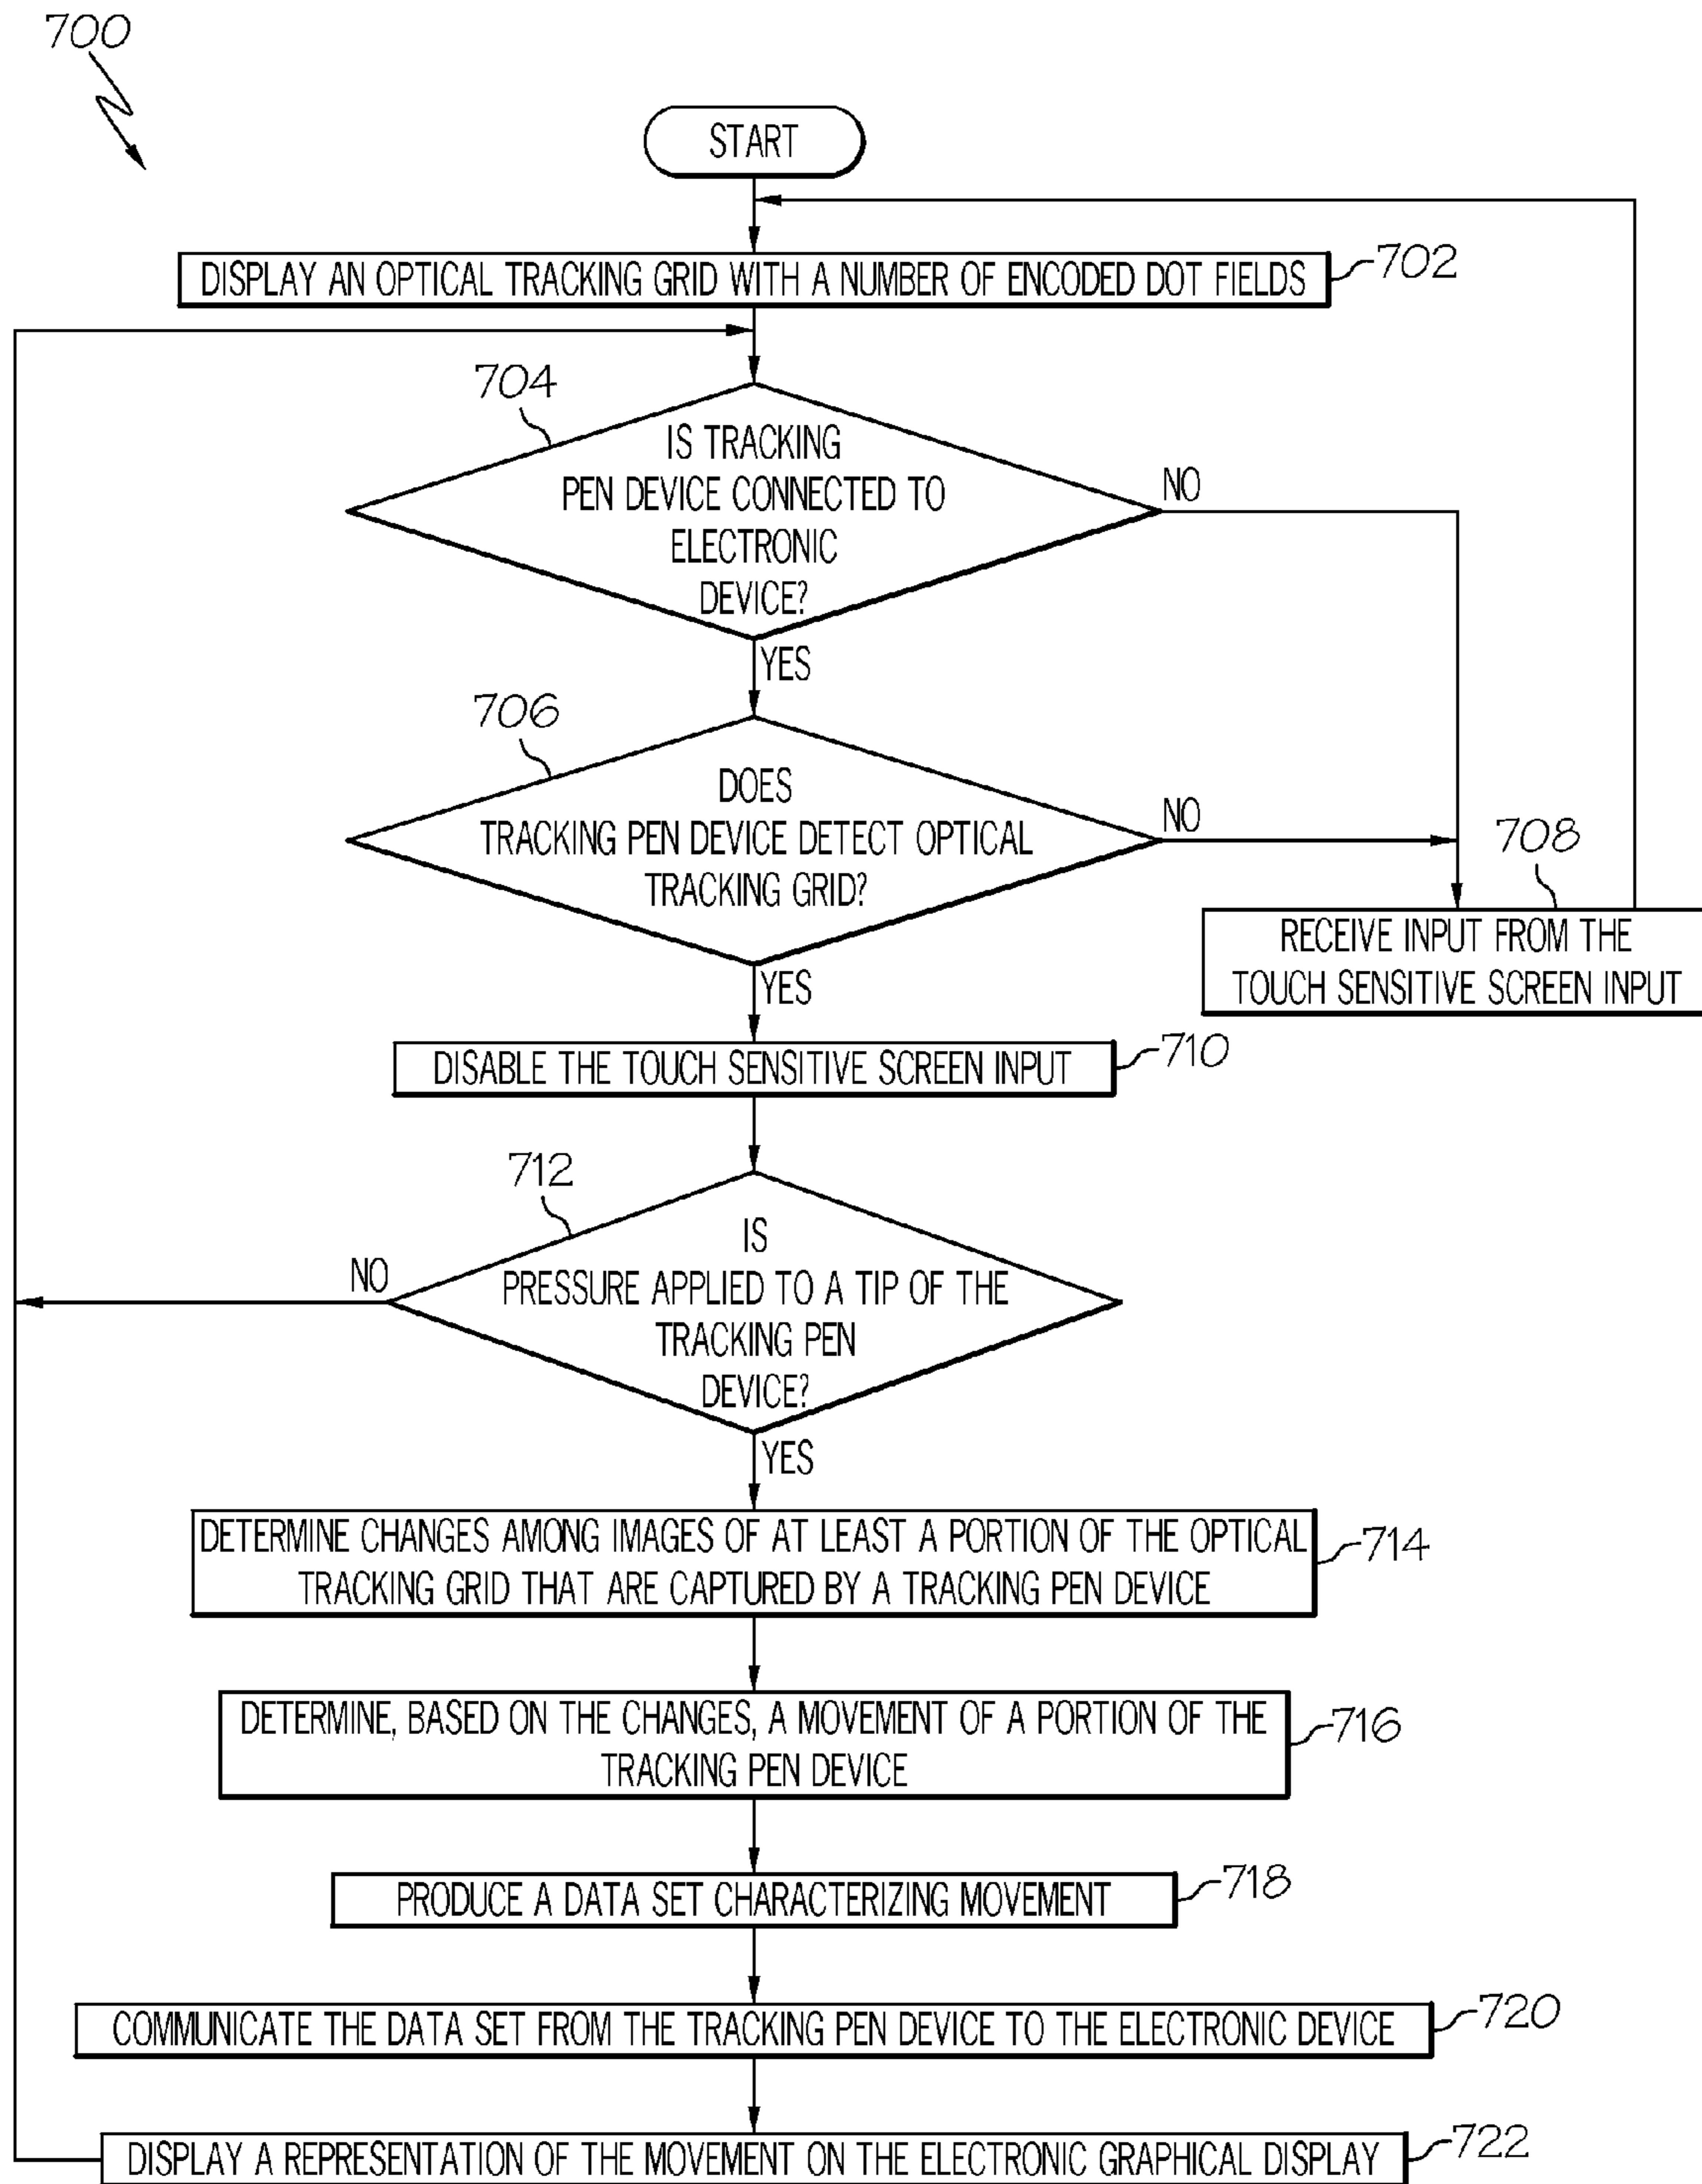 700
START
DISPLAY AN OPTICAL TRACKING GRID WITH A NUMBER OF ENCODED DOT FIELDS
702
704
IS TRACKING
PEN DEVICE CONNECTED TO
ELECTRONIC
DEVICE?
NO
YES
706
DOES
TRACKING PEN DEVICE DETECT OPTICAL
TRACKING GRID?
NO
708
RECEIVE INPUT FROM THE
TOUCH SENSITIVE SCREEN INPUT
YES
DISABLE THE TOUCH SENSITIVE SCREEN INPUT
710
712
IS
PRESSURE APPLIED TO A TIP OF THE
TRACKING PEN
DEVICE?
NO
YES
DETERMINE CHANGES AMONG IMAGES OF AT LEAST A PORTION OF THE OPTICAL
TRACKING GRID THAT ARE CAPTURED BY A TRACKING PEN DEVICE
714
DETERMINE, BASED ON THE CHANGES, A MOVEMENT OF A PORTION OF THE
TRACKING PEN DEVICE
716
PRODUCE A DATA SET CHARACTERIZING MOVEMENT
718
COMMUNICATE THE DATA SET FROM THE TRACKING PEN DEVICE TO THE ELECTRONIC DEVICE
720
DISPLAY A REPRESENTATION OF THE MOVEMENT ON THE ELECTRONIC GRAPHICAL DISPLAY
722